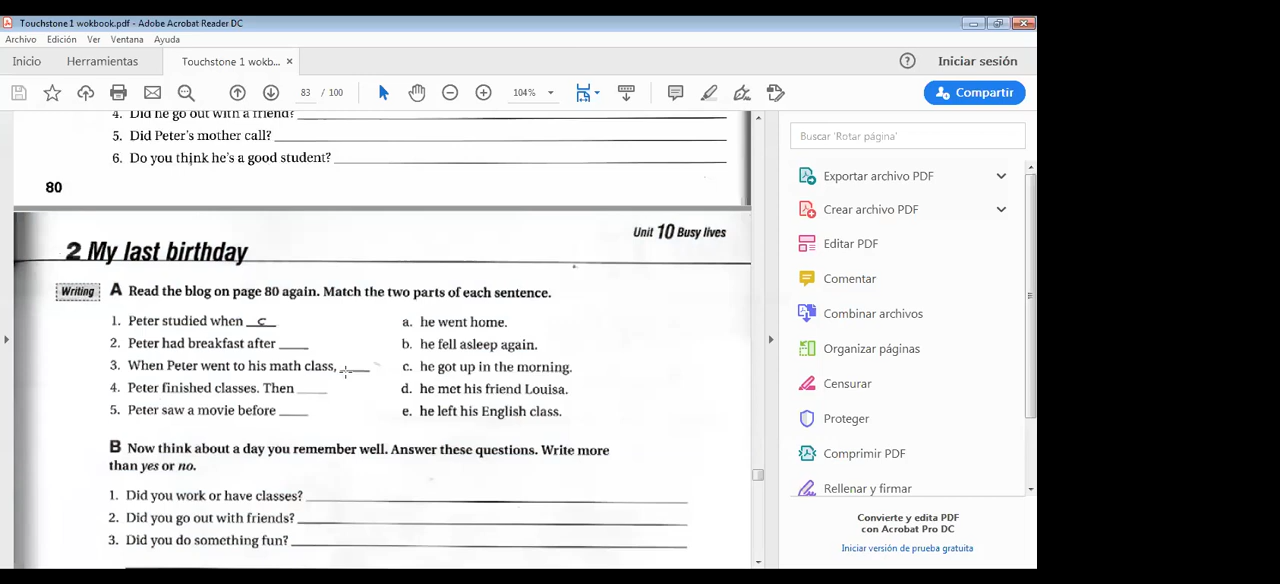 Touchstone 1 wokbook.pdf - Adobe Acrobat Reader DC
Archivo Edición Ver Ventana Ayuda
Inicio Herramientas Touchstone 1 wokb... × Iniciar sesión
83 / 100 104% Compartir
4. Did he go out with a friend?
5. Did Peter's mother call?
6. Do you think he's a good student?
80
Unit 10 Busy lives
2 My last birthday
Writing A Read the blog on page 80 again. Match the two parts of each sentence.
1. Peter studied when c a. he went home.
2. Peter had breakfast after ____ b. he fell asleep again.
3. When Peter went to his math class, ____ c. he got up in the morning.
4. Peter finished classes. Then ____ d. he met his friend Louisa.
5. Peter saw a movie before ____ e. he left his English class.
B Now think about a day you remember well. Answer these questions. Write more
than yes or no.
1. Did you work or have classes?
2. Did you go out with friends?
3. Did you do something fun?
Buscar 'Rotar página'
Exportar archivo PDF
Crear archivo PDF
Editar PDF
Comentar
Combinar archivos
Organizar páginas
Censurar
Proteger
Comprimir PDF
Rellenar y firmar
Convierte y edita PDF
con Acrobat Pro DC
Iniciar versión de prueba gratuita